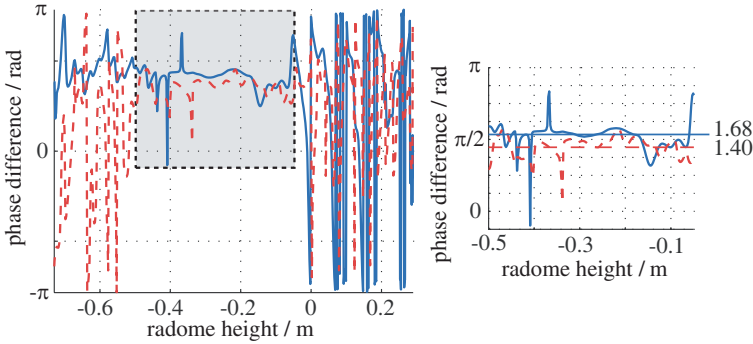 phase difference / rad
π
0
-π
-0.6
-0.4
-0.2
0
0.2
radome height / m
phase difference / rad
π
π/2
0
1.68
1.40
-0.5
-0.3
-0.1
radome height / m